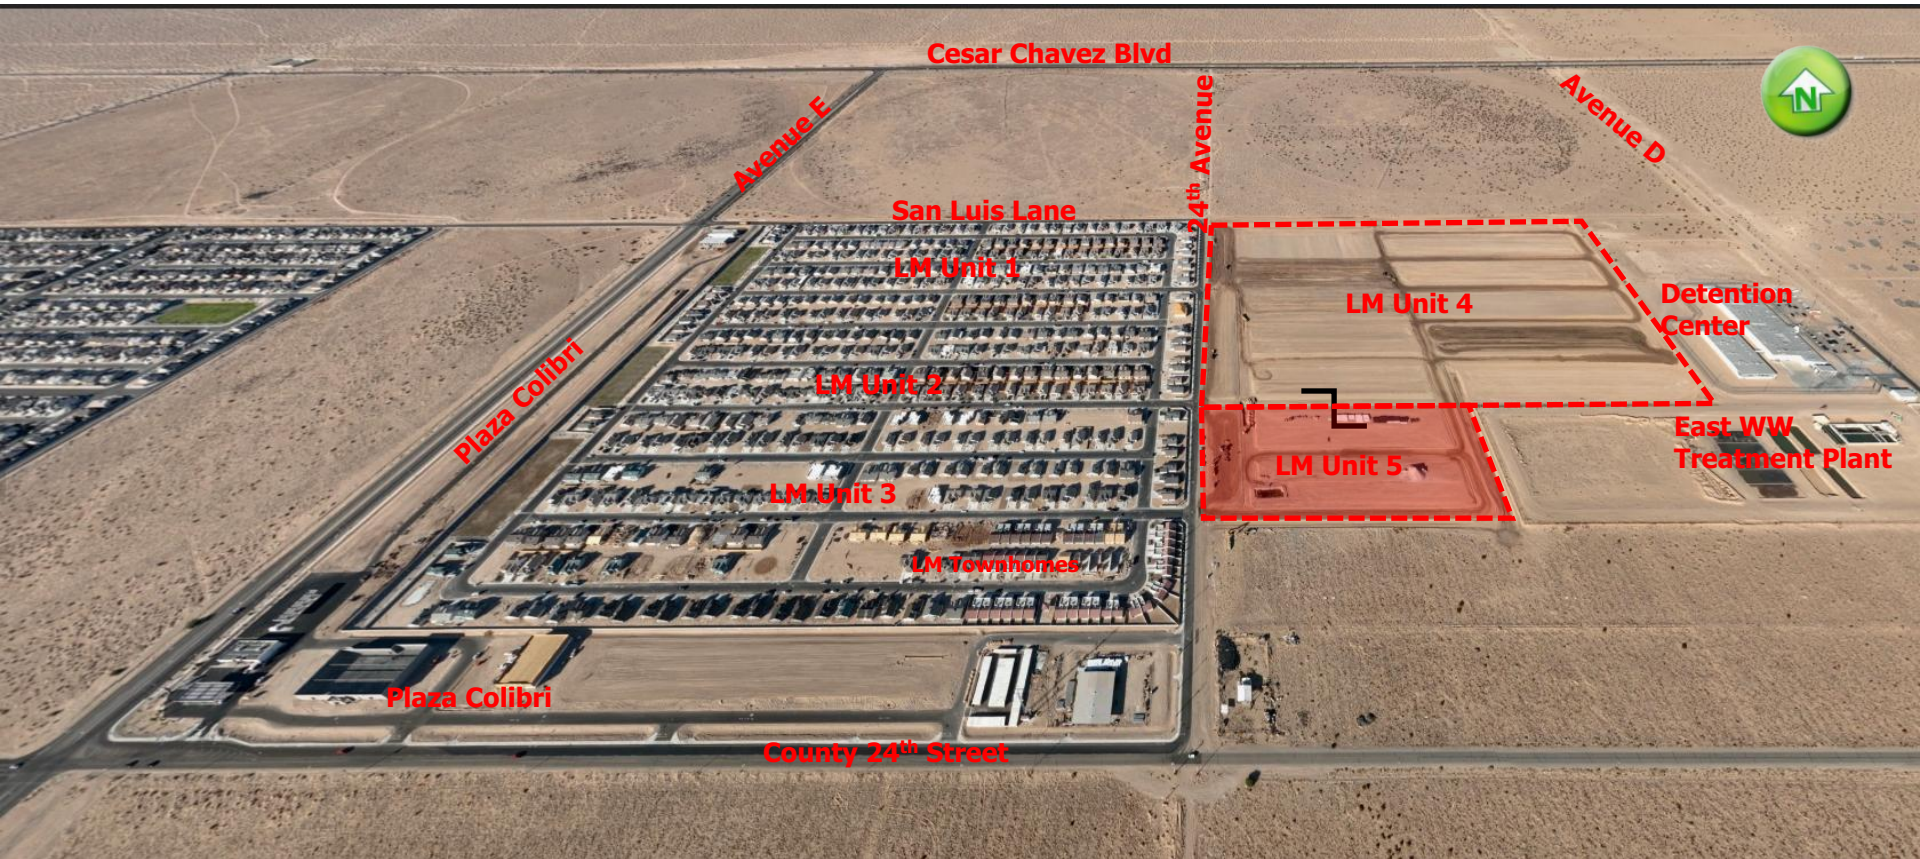 Cesar Chavez Blvd
N
Avenue E
24th Avenue
Avenue D
San Luis Lane
LM Unit 1
LM Unit 4
Detention
Center
Plaza Colibri
LM Unit 2
East WW
Treatment Plant
LM Unit 5
LM Unit 3
LM Townhomes
Plaza Colibri
County 24th Street